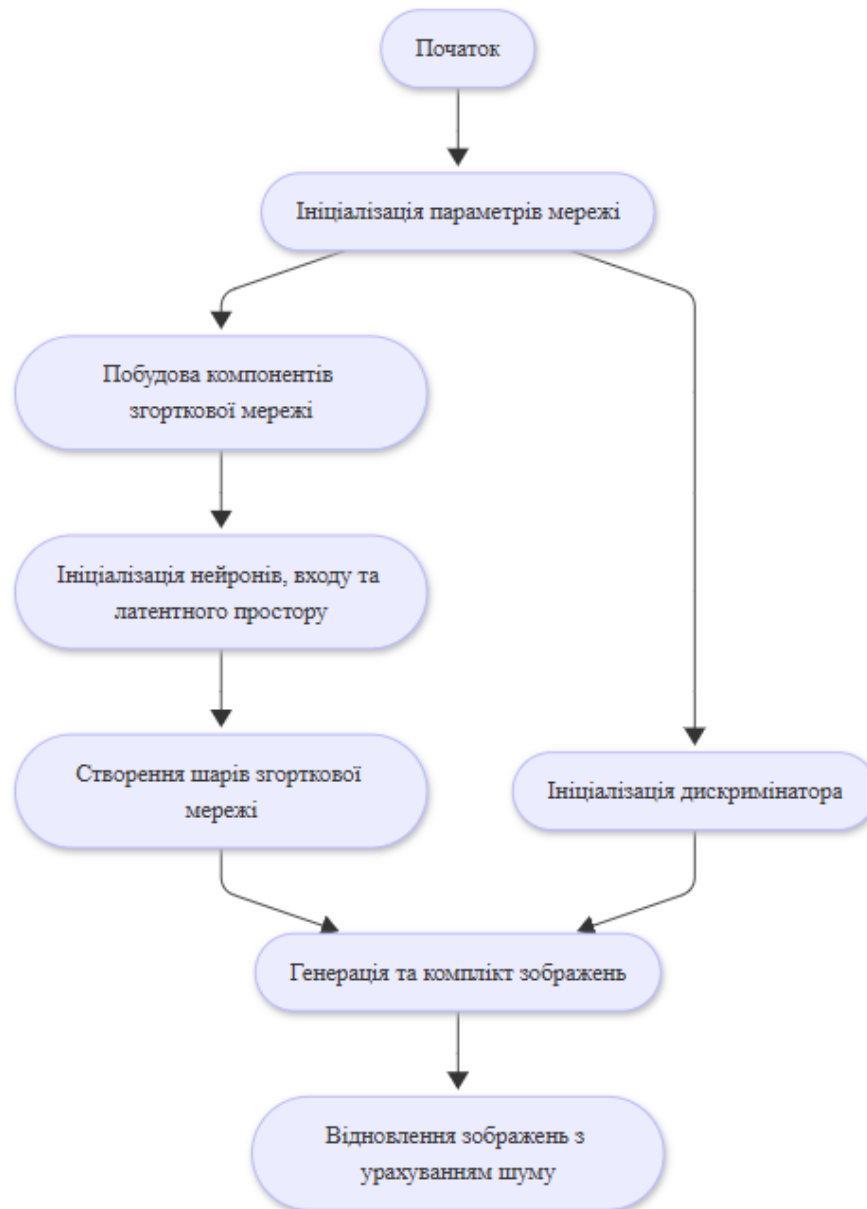 Початок
Ініціалізація параметрів мережі
Побудова компонентів
згорткової мережі
Ініціалізація нейронів, входу та
латентного простору
Створення шарів згорткової
мережі
Ініціалізація дискримінатора
Генерація та комплікт зображень
Відновлення зображень з
урахуванням шуму